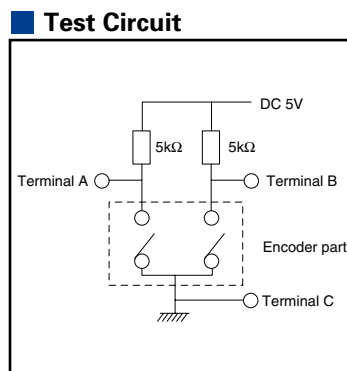 Test Circuit
DC 5V
5kΩ 5kΩ
Terminal A Terminal B
Encoder part
Terminal C